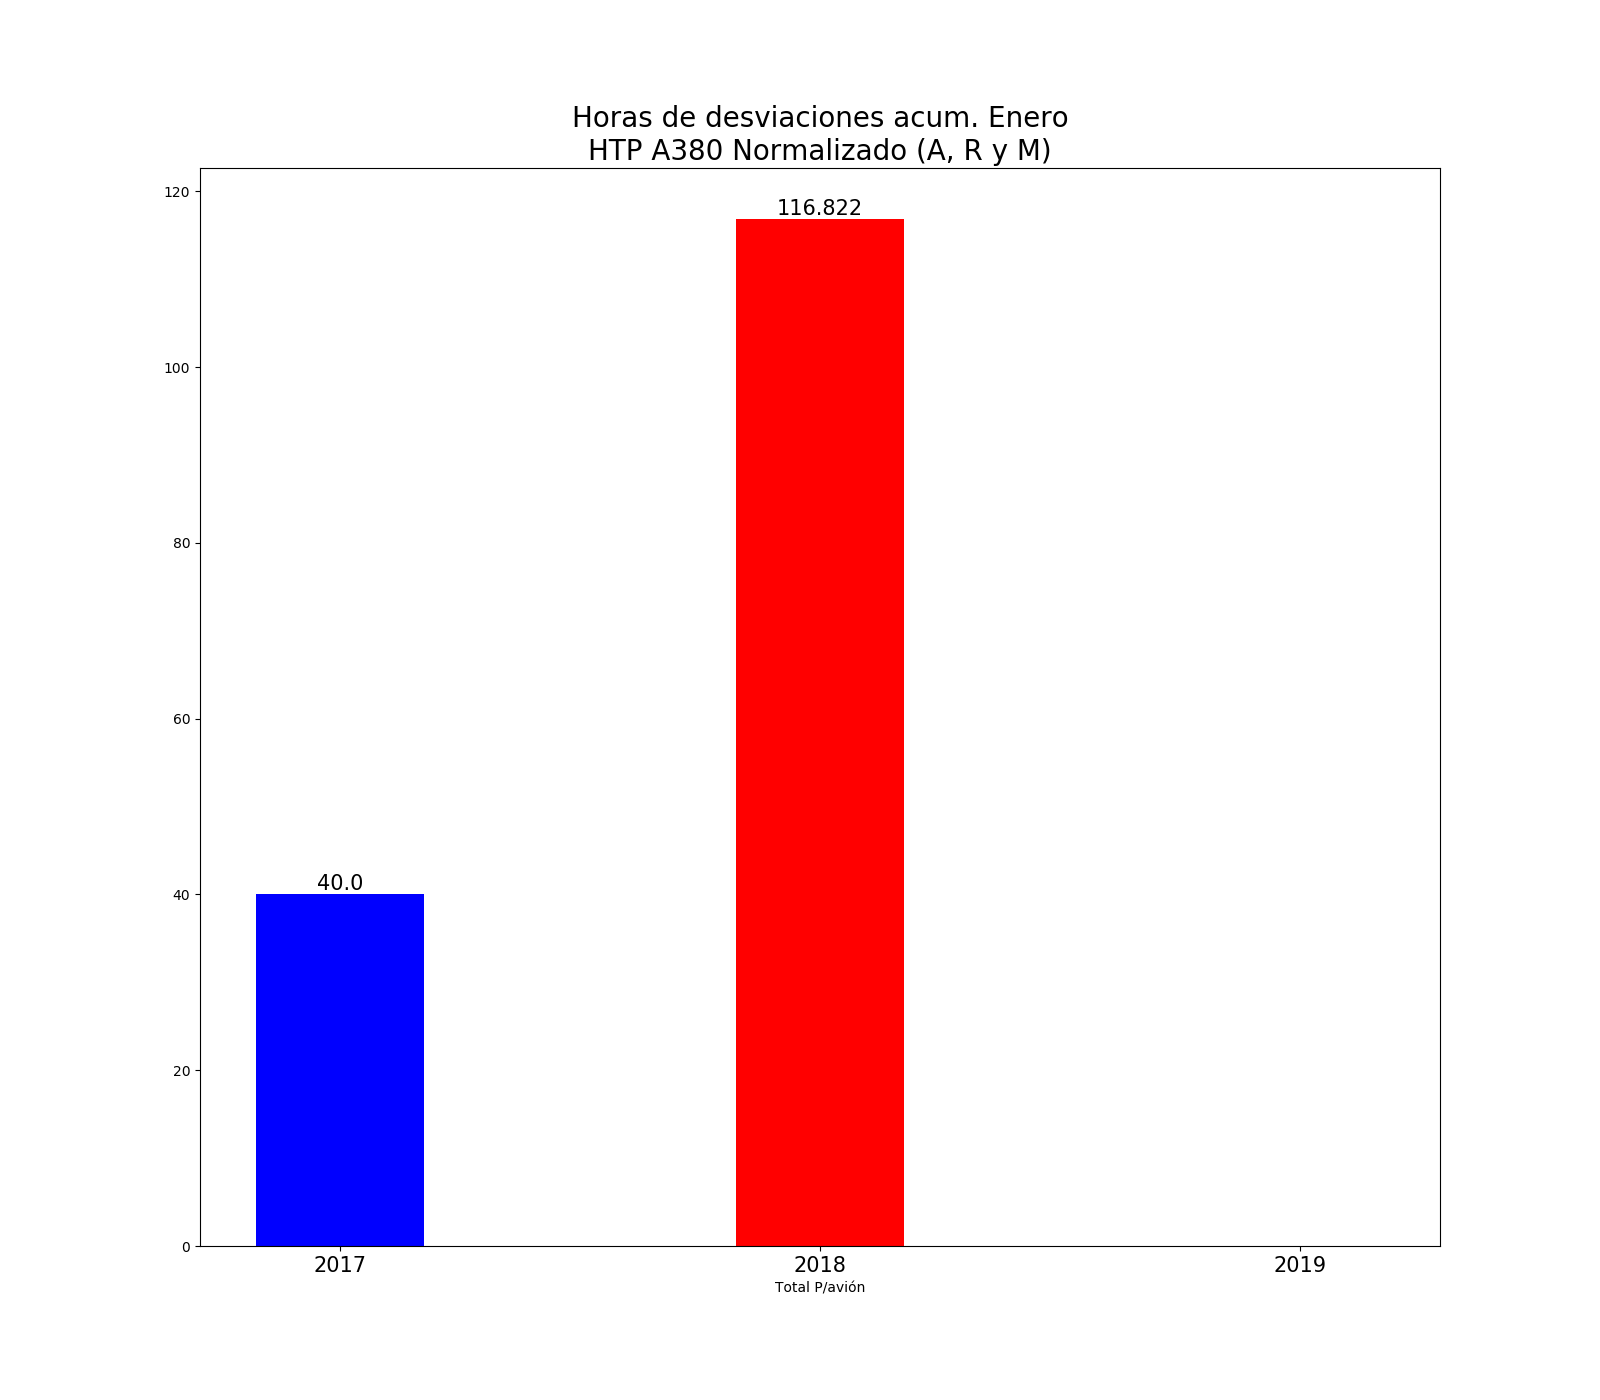 Horas de desviaciones acum. Enero
HTP A380 Normalizado (A, R y M)
120
116.822
100
80
60
40.0
40
20
0
2017 2018 2019
Total P/avión